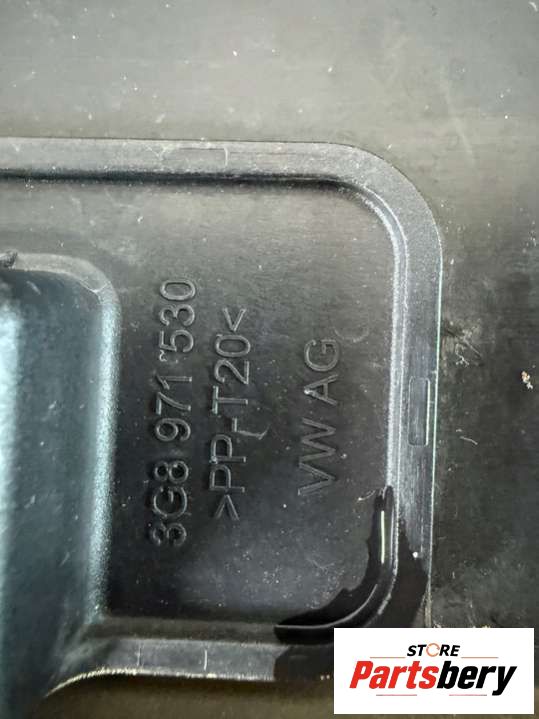 3G8 971 530
>PP-T20<
VW AG
STORE
Partsbery